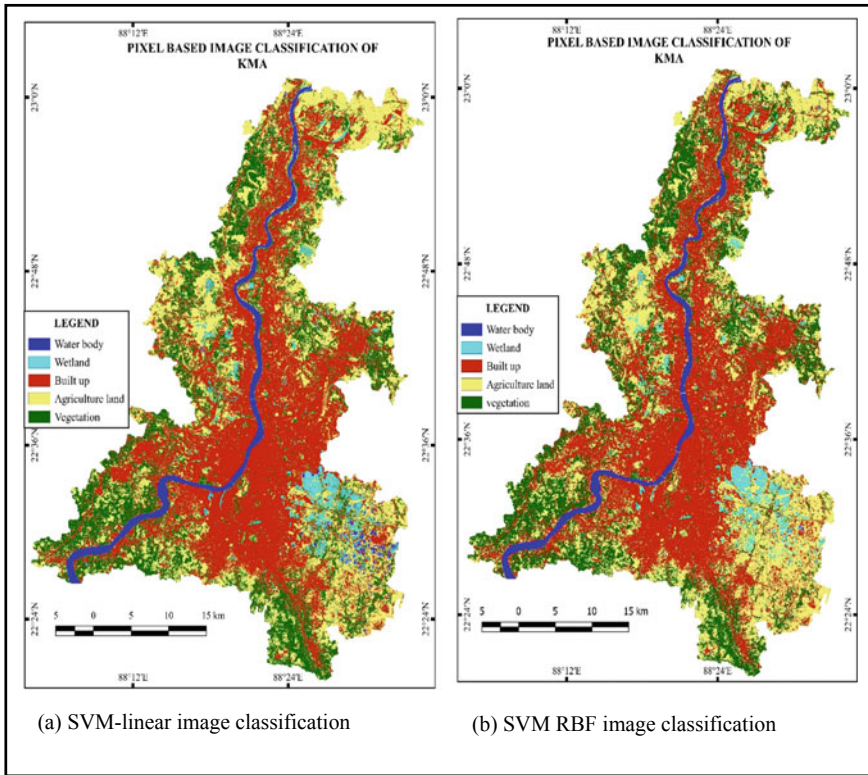 88°12'E 88°24'E
PIXEL BASED IMAGE CLASSIFICATION OF
KMA
23°0'N
22°48'N
22°36'N
22°24'N
LEGEND
Water body
Wetland
Built up
Agriculture land
Vegetation
5 0 5 10 15 km
23°0'N
22°48'N
22°36'N
22°24'N
88°12'E 88°24'E
(a) SVM-linear image classification
88°12'E 88°24'E
PIXEL BASED IMAGE CLASSIFICATION OF
KMA
23°0'N
22°48'N
22°36'N
22°24'N
LEGEND
Water body
Wetland
Built up
Agriculture land
vegetation
5 0 5 10 15 km
23°0'N
22°48'N
22°36'N
22°24'N
88°12'E 88°24'E
(b) SVM RBF image classification